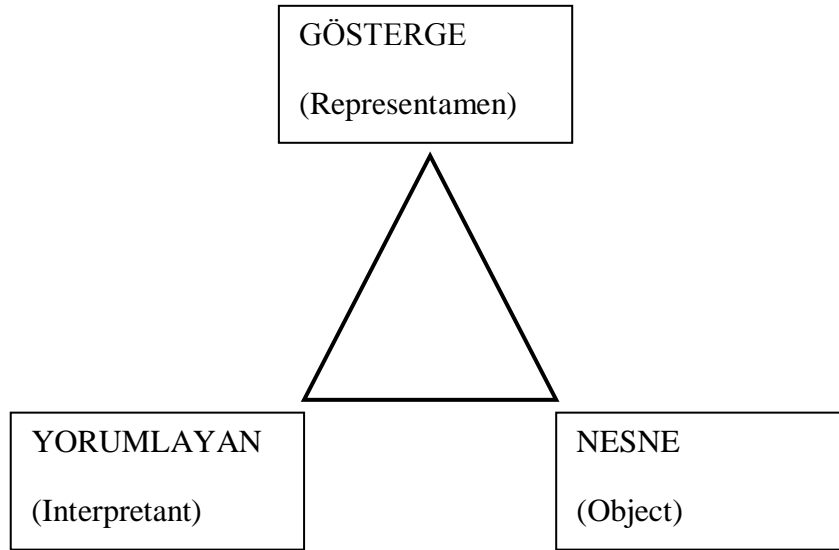 GÖSTERGE
(Representamen)
YORUMLAYAN
(Interpretant)
NESNE
(Object)